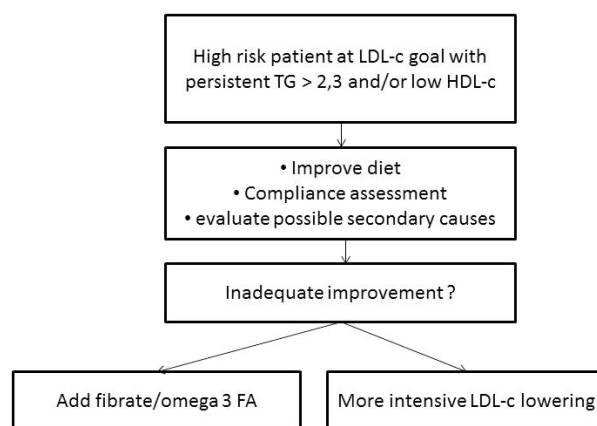 High risk patient at LDL-c goal with
persistent TG > 2,3 and/or low HDL-c
• Improve diet
• Compliance assessment
• evaluate possible secondary causes
Inadequate improvement ?
Add fibrate/omega 3 FA
More intensive LDL-c lowering